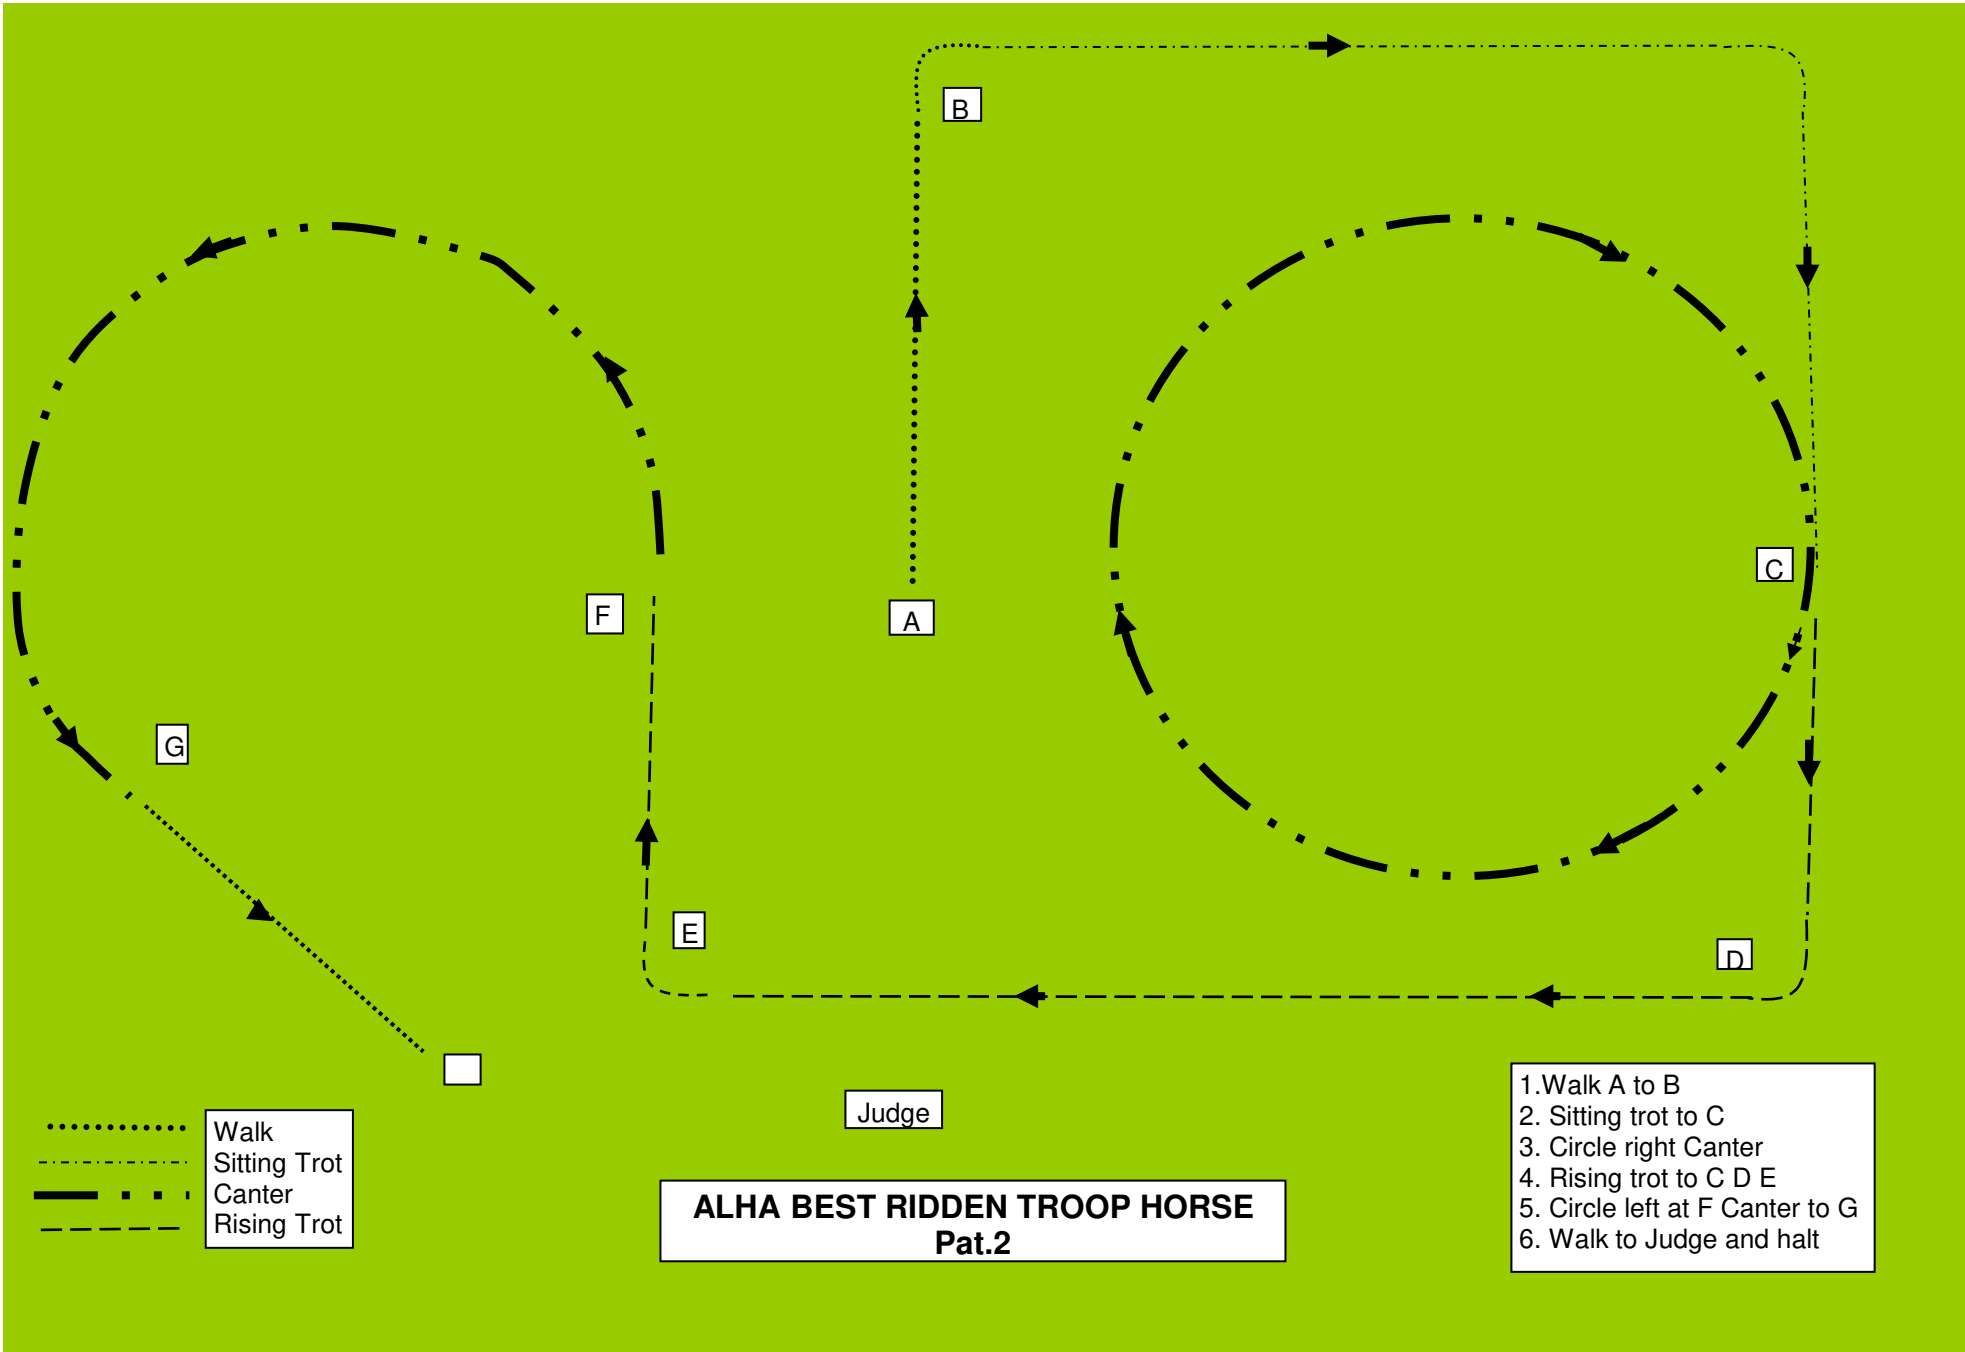 B
C
F
A
G
E
D
Judge
Walk
Sitting Trot
Canter
Rising Trot
ALHA BEST RIDDEN TROOP HORSE
Pat.2
1.Walk A to B
2. Sitting trot to C
3. Circle right Canter
4. Rising trot to C D E
5. Circle left at F Canter to G
6. Walk to Judge and halt